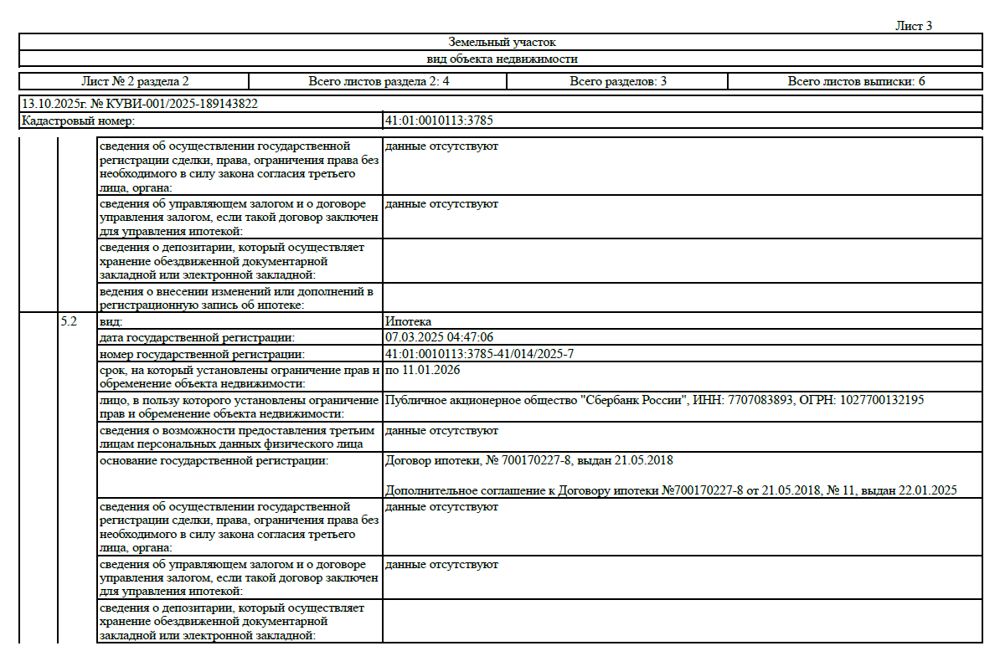 Лист 3
Земельный участок
вид объекта недвижимости
Лист № 2 раздела 2
Всего листов раздела 2: 4
Всего разделов: 3
Всего листов выписки: 6
13.10.2025г. № КУВИ-001/2025-189143822
Кадастровый номер:
41:01:0010113:3785
сведения об осуществлении государственной
регистрации сделки, права, ограничения права без
необходимого в силу закона согласия третьего
лица, органа:
данные отсутствуют
сведения об управляющем залогом и о договоре
управления залогом, если такой договор заключен
для управления ипотекой:
данные отсутствуют
сведения о депозитарии, который осуществляет
хранение обездвиженной документарной
закладной или электронной закладной:
ведения о внесении изменений или дополнений в
регистрационную запись об ипотеке:
5.2
вид:
Ипотека
дата государственной регистрации:
07.03.2025 04:47:06
номер государственной регистрации:
41:01:0010113:3785-41/014/2025-7
срок, на который установлены ограничение прав и
обременение объекта недвижимости:
по 11.01.2026
лицо, в пользу которого установлены ограничение
прав и обременение объекта недвижимости:
Публичное акционерное общество "Сбербанк России", ИНН: 7707083893, ОГРН: 1027700132195
сведения о возможности предоставления третьим
лицам персональных данных физического лица
данные отсутствуют
основание государственной регистрации:
Договор ипотеки, № 700170227-8, выдан 21.05.2018
Дополнительное соглашение к Договору ипотеки №700170227-8 от 21.05.2018, № 11, выдан 22.01.2025
сведения об осуществлении государственной
регистрации сделки, права, ограничения права без
необходимого в силу закона согласия третьего
лица, органа:
данные отсутствуют
сведения об управляющем залогом и о договоре
управления залогом, если такой договор заключен
для управления ипотекой:
данные отсутствуют
сведения о депозитарии, который осуществляет
хранение обездвиженной документарной
закладной или электронной закладной: